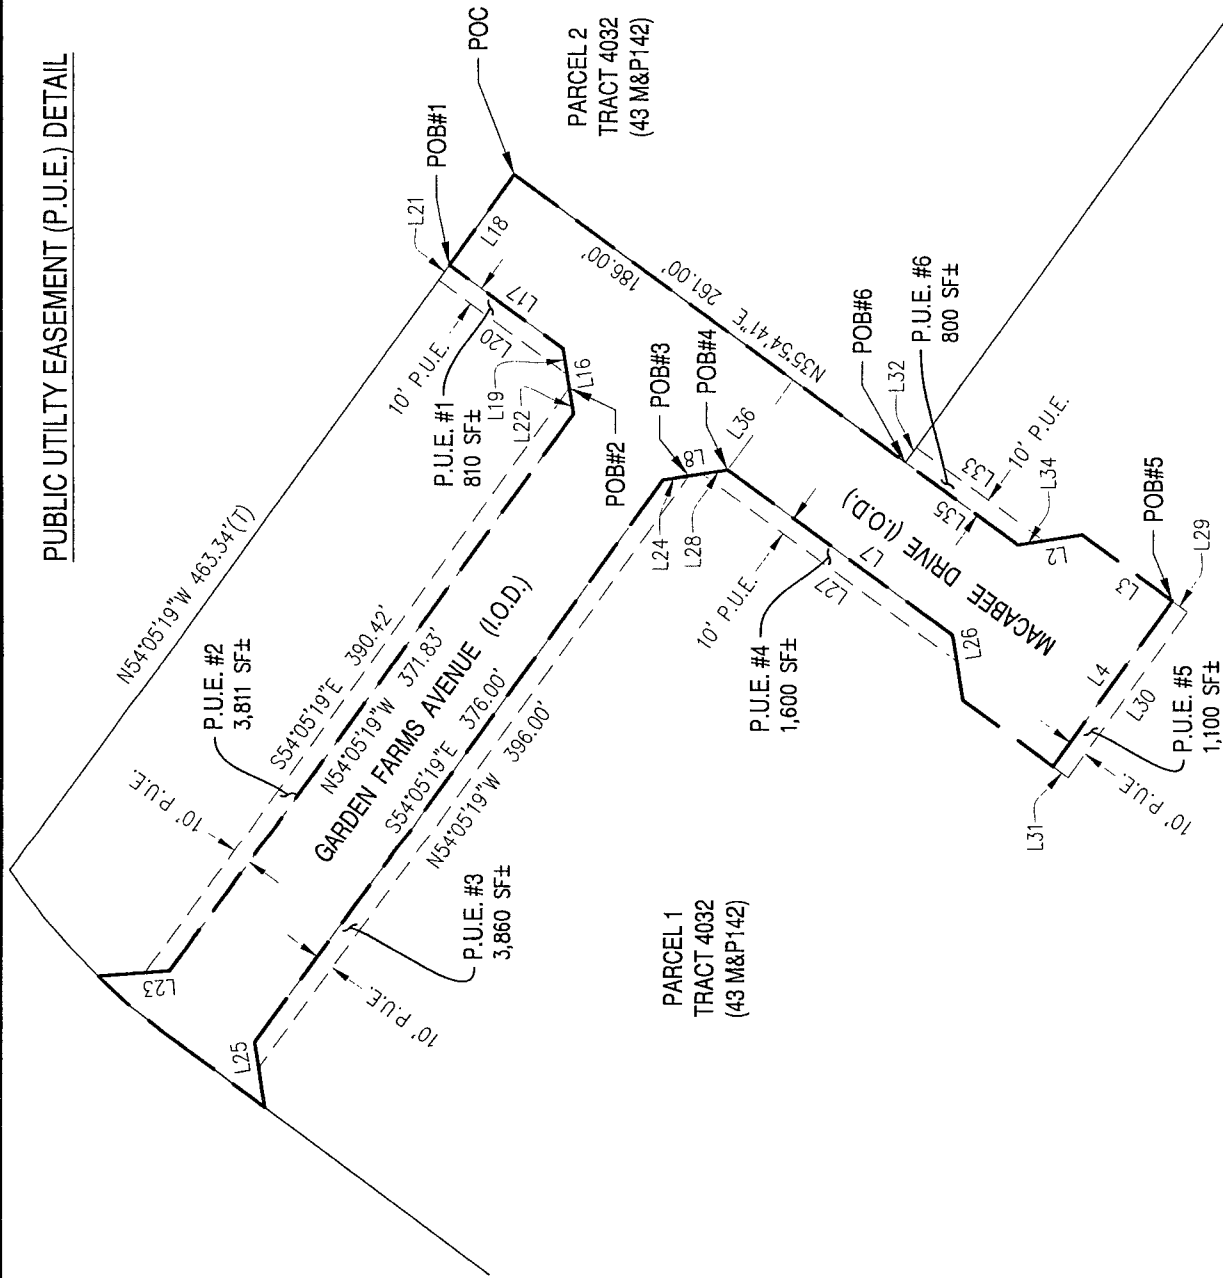 PUBLIC UTILITY EASEMENT (P.U.E.) DETAIL
POC
PARCEL 2
TRACT 4032
(43 M&P142)
POB#1
L21
L18
L17
10' P.U.E.
L20
P.U.E. #1
810 SF±
L19
L22
L16
POB#2
N54°05'19"W 463.34'(T)
P.U.E. #2
3,811 SF±
S54°05'19"E 390.42'
N54°05'19"W 371.83'
10' P.U.E.
GARDEN FARMS AVENUE (I.O.D.)
S54°05'19"E 376.00'
N54°05'19"W 396.00'
L23
L25
P.U.E. #3
3,860 SF±
10' P.U.E.
186.00'
N35°54'41"E 261.00'
POB#3
POB#4
L8
L36
L24
L28
POB#6
L32
P.U.E. #6
800 SF±
L33
10' P.U.E.
L35
L34
L2
L3
POB#5
L29
MACABEE DRIVE (I.O.D.)
L7
L27
10' P.U.E.
P.U.E. #4
1,600 SF±
L26
L4
L30
P.U.E. #5
1,100 SF±
10' P.U.E.
L31
PARCEL 1
TRACT 4032
(43 M&P142)